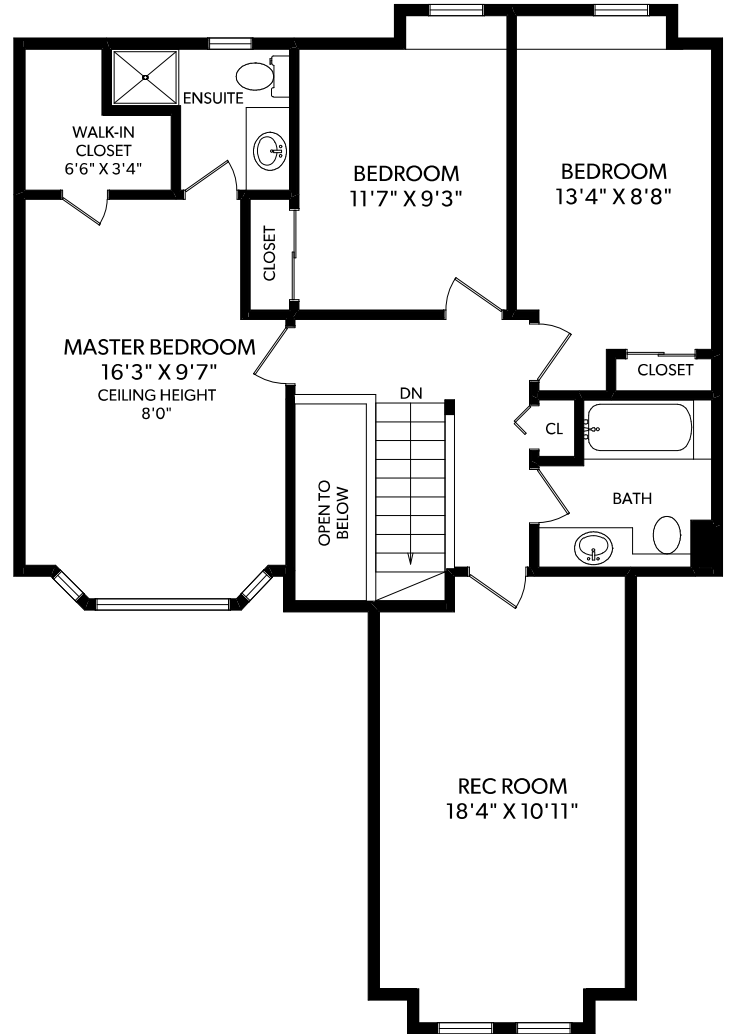 ENSUITE
WALK-IN
CLOSET
6'6" X 3'4"
BEDROOM
11'7" X 9'3"
BEDROOM
13'4" X 8'8"
CLOSET
MASTER BEDROOM
16'3" X 9'7"
CEILING HEIGHT
8'0"
CLOSET
DN
CL
OPEN TO
BELOW
BATH
REC ROOM
18'4" X 10'11"